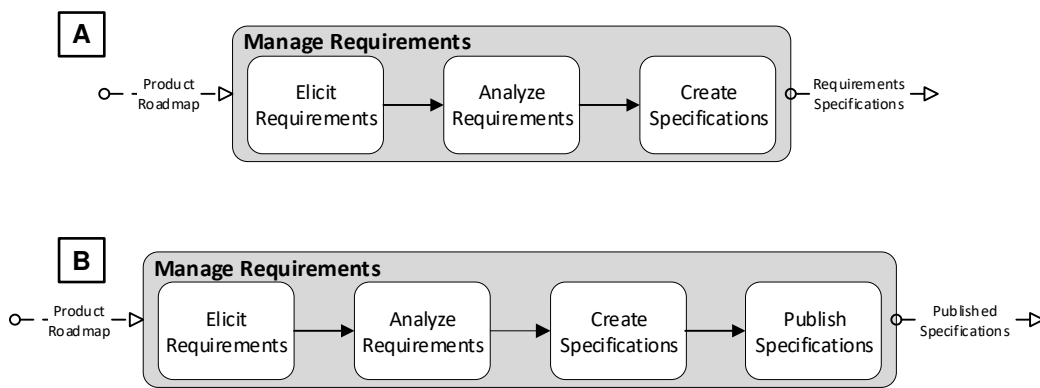 A
Manage Requirements
Product
Roadmap
Elicit
Requirements
Analyze
Requirements
Create
Specifications
Requirements
Specifications
B
Manage Requirements
Product
Roadmap
Elicit
Requirements
Analyze
Requirements
Create
Specifications
Publish
Specifications
Published
Specifications